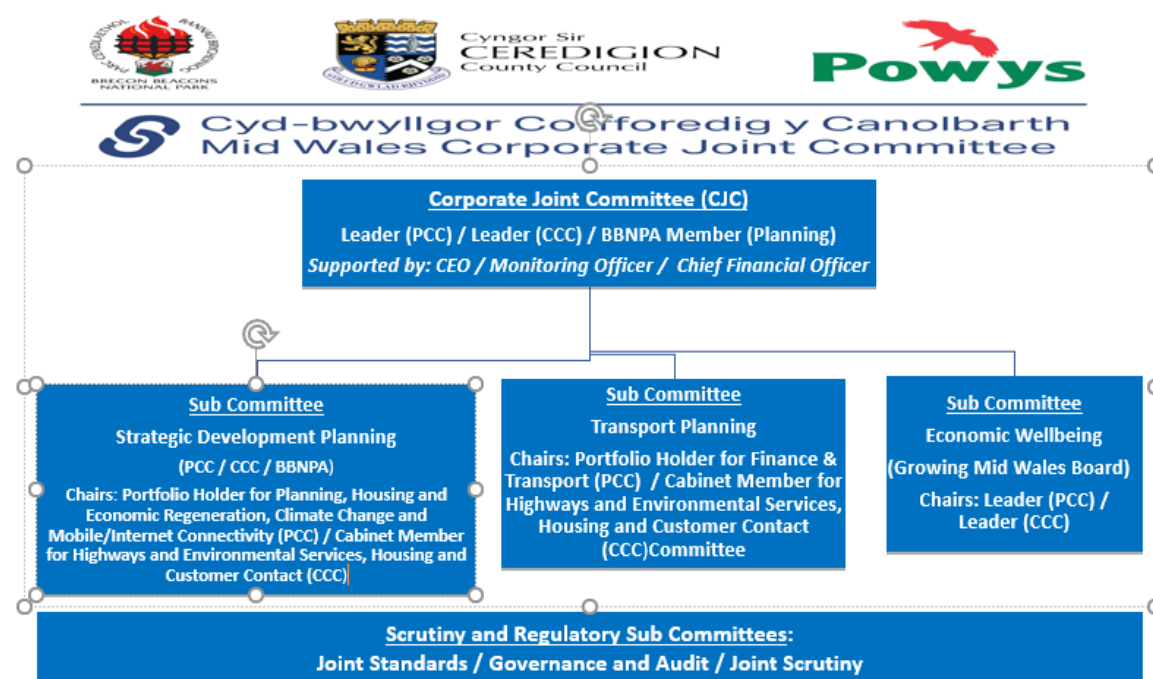 PARC CENEDLAETHOL BANNAU BRYCHEINIOG
BRECON BEACONS
NATIONAL PARK
Cyngor Sir
CEREDIGION
County Council
Powys
Cyd-bwyllgor Corfforedig y Canolbarth
Mid Wales Corporate Joint Committee
Corporate Joint Committee (CJC)
Leader (PCC) / Leader (CCC) / BBNPA Member (Planning)
Supported by: CEO / Monitoring Officer / Chief Financial Officer
Sub Committee
Strategic Development Planning
(PCC / CCC / BBNPA)
Chairs: Portfolio Holder for Planning, Housing and
Economic Regeneration, Climate Change and
Mobile/Internet Connectivity (PCC) / Cabinet Member
for Highways and Environmental Services, Housing and
Customer Contact (CCC)
Sub Committee
Transport Planning
Chairs: Portfolio Holder for Finance &
Transport (PCC) / Cabinet Member for
Highways and Environmental Services,
Housing and Customer Contact
(CCC)Committee
Sub Committee
Economic Wellbeing
(Growing Mid Wales Board)
Chairs: Leader (PCC) /
Leader (CCC)
Scrutiny and Regulatory Sub Committees:
Joint Standards / Governance and Audit / Joint Scrutiny